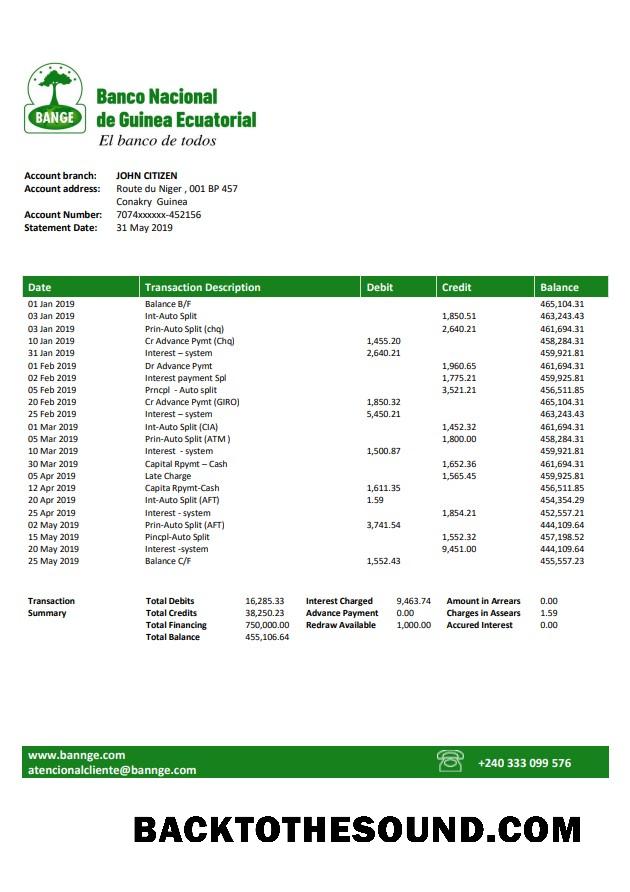 BANGE
Banco Nacional
de Guinea Ecuatorial
El banco de todos
Account branch: JOHN CITIZEN
Account address: Route du Niger , 001 BP 457
Conakry Guinea
Account Number: 7074xxxxxx-452156
Statement Date: 31 May 2019
Date Transaction Description Debit Credit Balance
01 Jan 2019 Balance B/F 465,104.31
03 Jan 2019 Int-Auto Split 1,850.51 463,243.43
03 Jan 2019 Prin-Auto Split (chq) 2,640.21 461,694.31
10 Jan 2019 Cr Advance Pymt (Chq) 1,455.20 458,284.31
31 Jan 2019 Interest – system 2,640.21 459,921.81
01 Feb 2019 Dr Advance Pymt 1,960.65 461,694.31
02 Feb 2019 Interest payment Spl 1,775.21 459,925.81
05 Feb 2019 Prncpl - Auto split 3,521.21 456,511.85
20 Feb 2019 Cr Advance Pymt (GIRO) 1,850.32 465,104.31
25 Feb 2019 Interest – system 5,450.21 463,243.43
01 Mar 2019 Int-Auto Split (CIA) 1,452.32 461,694.31
05 Mar 2019 Prin-Auto Split (ATM ) 1,800.00 458,284.31
10 Mar 2019 Interest - system 1,500.87 459,921.81
30 Mar 2019 Capital Rpymt – Cash 1,652.36 461,694.31
05 Apr 2019 Late Charge 1,565.45 459,925.81
12 Apr 2019 Capita Rpymt-Cash 1,611.35 456,511.85
20 Apr 2019 Int-Auto Split (AFT) 1.59 454,354.29
25 Apr 2019 Interest - system 1,854.21 452,557.21
02 May 2019 Prin-Auto Split (AFT) 3,741.54 444,109.64
15 May 2019 Pincpl-Auto Split 1,552.32 457,198.52
20 May 2019 Interest -system 9,451.00 444,109.64
25 May 2019 Balance C/F 1,552.43 455,557.23
Transaction Total Debits 16,285.33 Interest Charged 9,463.74 Amount in Arrears 0.00
Summary Total Credits 38,250.23 Advance Payment 0.00 Charges in Assears 1.59
Total Financing 750,000.00 Redraw Available 1,000.00 Accured Interest 0.00
Total Balance 455,106.64
www.bannge.com
atencionalcliente@bannge.com
+240 333 099 576
BACKTOTHESOUND.COM